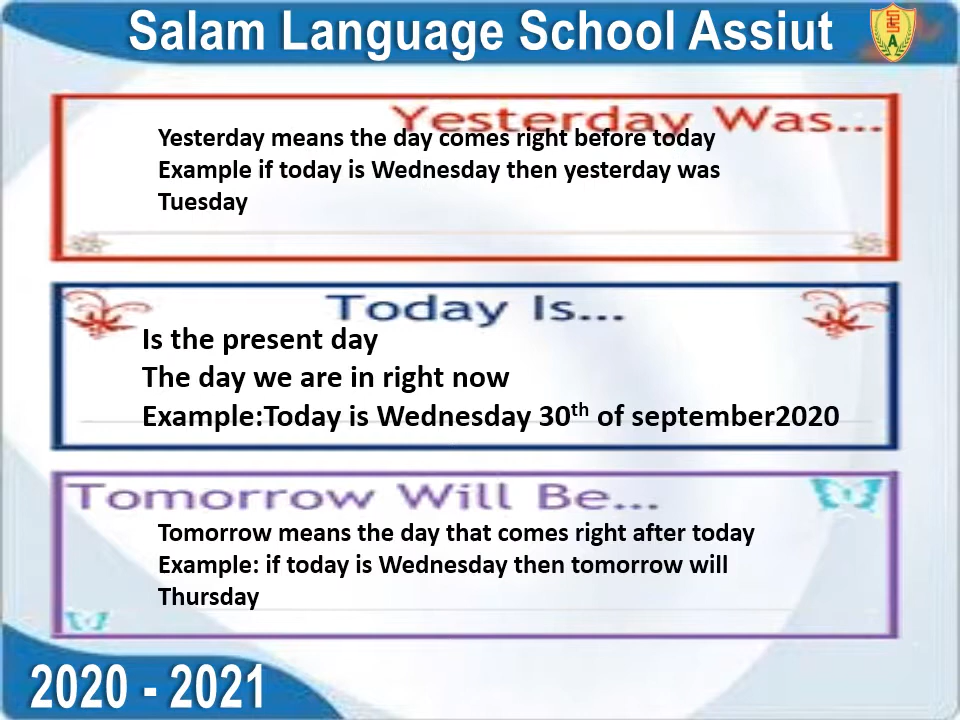 Salam Language School Assiut
Yesterday Was...
Yesterday means the day comes right before today
Example if today is Wednesday then yesterday was
Tuesday
Today Is...
Is the present day
The day we are in right now
Example:Today is Wednesday 30th of september2020
Tomorrow Will Be...
Tomorrow means the day that comes right after today
Example: if today is Wednesday then tomorrow will
Thursday
2020 - 2021